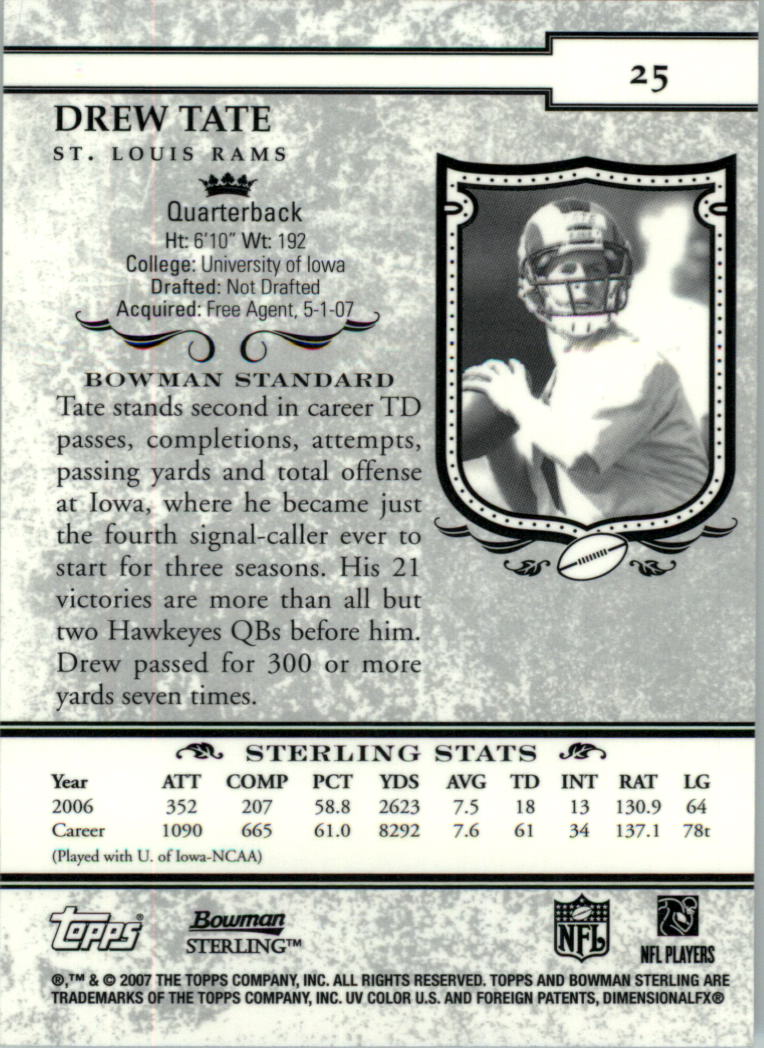 25
DREW TATE
ST. LOUIS RAMS
Quarterback
Ht: 6'10" Wt: 192
College: University of Iowa
Drafted: Not Drafted
Acquired: Free Agent, 5-1-07
BOWMAN STANDARD
Tate stands second in career TD
passes, completions, attempts,
passing yards and total offense
at Iowa, where he became just
the fourth signal-caller ever to
start for three seasons. His 21
victories are more than all but
two Hawkeyes QBs before him.
Drew passed for 300 or more
yards seven times.
STERLING STATS
Year ATT COMP PCT YDS AVG TD INT RAT LG
2006 352 207 58.8 2623 7.5 18 13 130.9 64
Career 1090 665 61.0 8292 7.6 61 34 137.1 78t
(Played with U. of Iowa-NCAA)
Topps®
Bowman
STERLING™
NFL
NFL PLAYERS
®,™ & © 2007 THE TOPPS COMPANY, INC. ALL RIGHTS RESERVED. TOPPS AND BOWMAN STERLING ARE
TRADEMARKS OF THE TOPPS COMPANY, INC. UV COLOR U.S. AND FOREIGN PATENTS, DIMENSIONALFX®